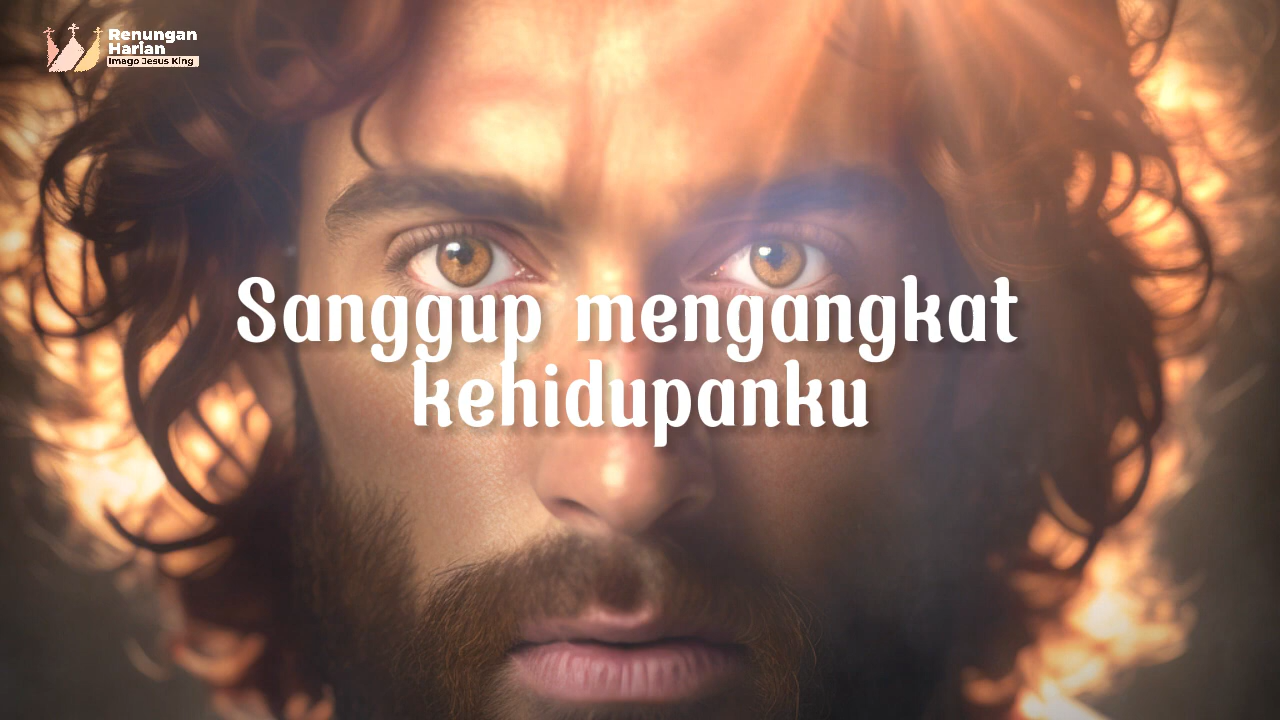 Renungan
Harian
Imago Jesus King
Sanggup mengangkat
kehidupanku